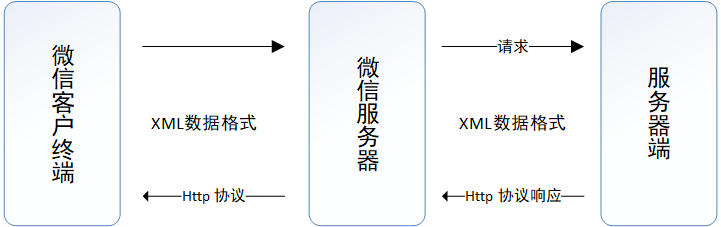 微信客户终端
XML数据格式
Http 协议
微信服务器
请求
XML数据格式
Http 协议响应
服务器端